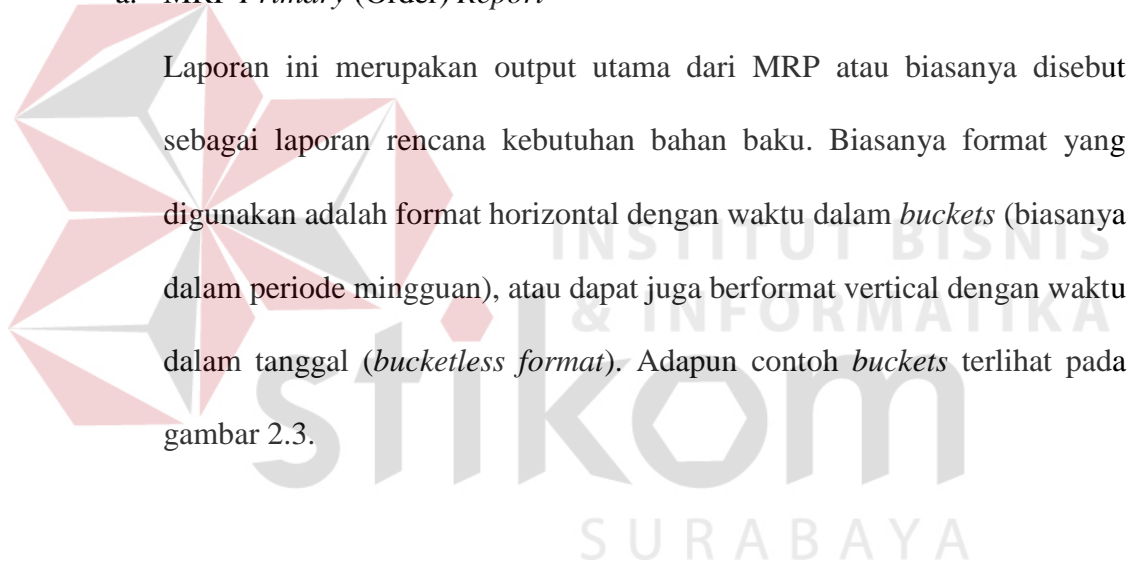 a. MRP Primary (Order) Report
Laporan ini merupakan output utama dari MRP atau biasanya disebut
sebagai laporan rencana kebutuhan bahan baku. Biasanya format yang
digunakan adalah format horizontal dengan waktu dalam buckets (biasanya
dalam periode mingguan), atau dapat juga berformat vertical dengan waktu
dalam tanggal (bucketless format). Adapun contoh buckets terlihat pada
gambar 2.3.
INSTITUT BISNIS
& INFORMATIKA
stikom
SURABAYA